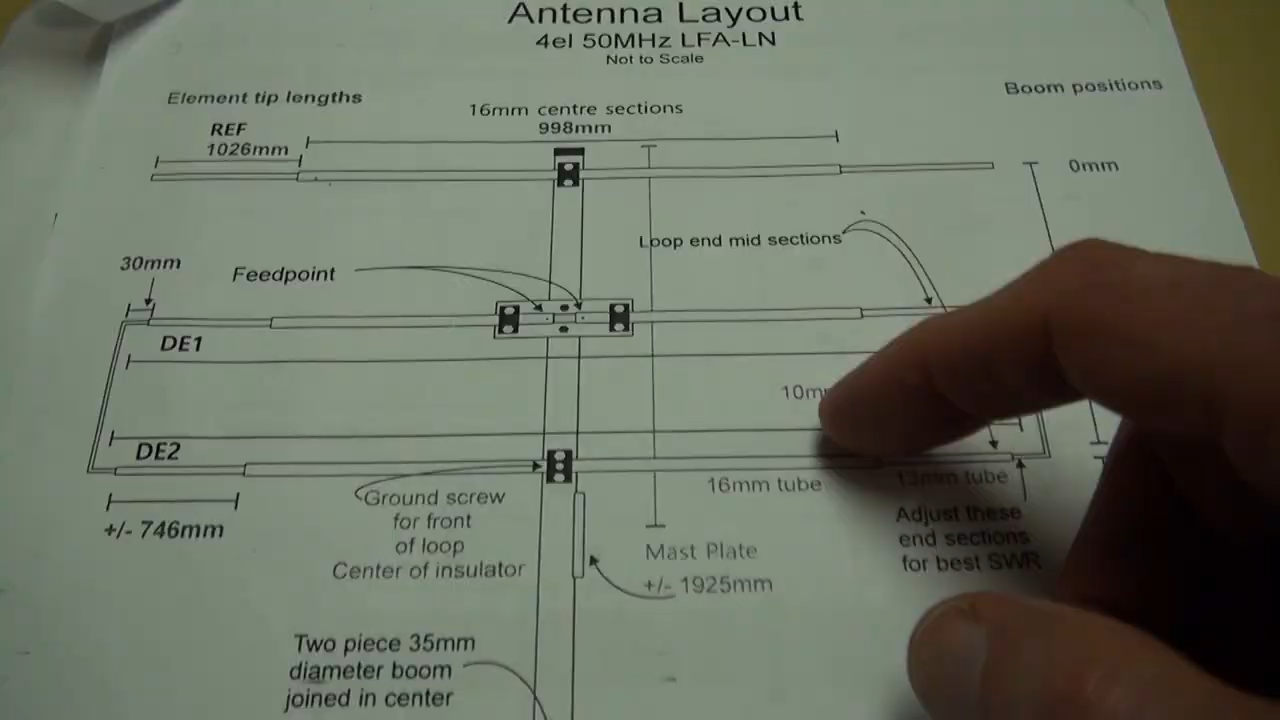 Antenna Layout
4el 50MHz LFA-LN
Not to Scale
Element tip lengths
Boom positions
16mm centre sections
998mm
REF
1026mm
0mm
Loop end mid sections
30mm
Feedpoint
DE1
DE2
16mm tube
13mm tube
Ground screw
for front
of loop
Center of insulator
+/- 746mm
Adjust these
end sections
for best SWR
Mast Plate
+/- 1925mm
Two piece 35mm
diameter boom
joined in center